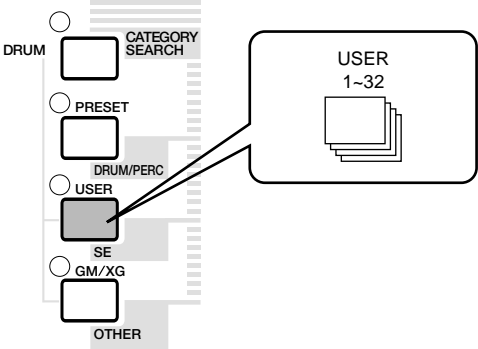 DRUM
CATEGORY
SEARCH
PRESET
DRUM/PERC
USER
SE
GM/XG
OTHER
USER
1~32